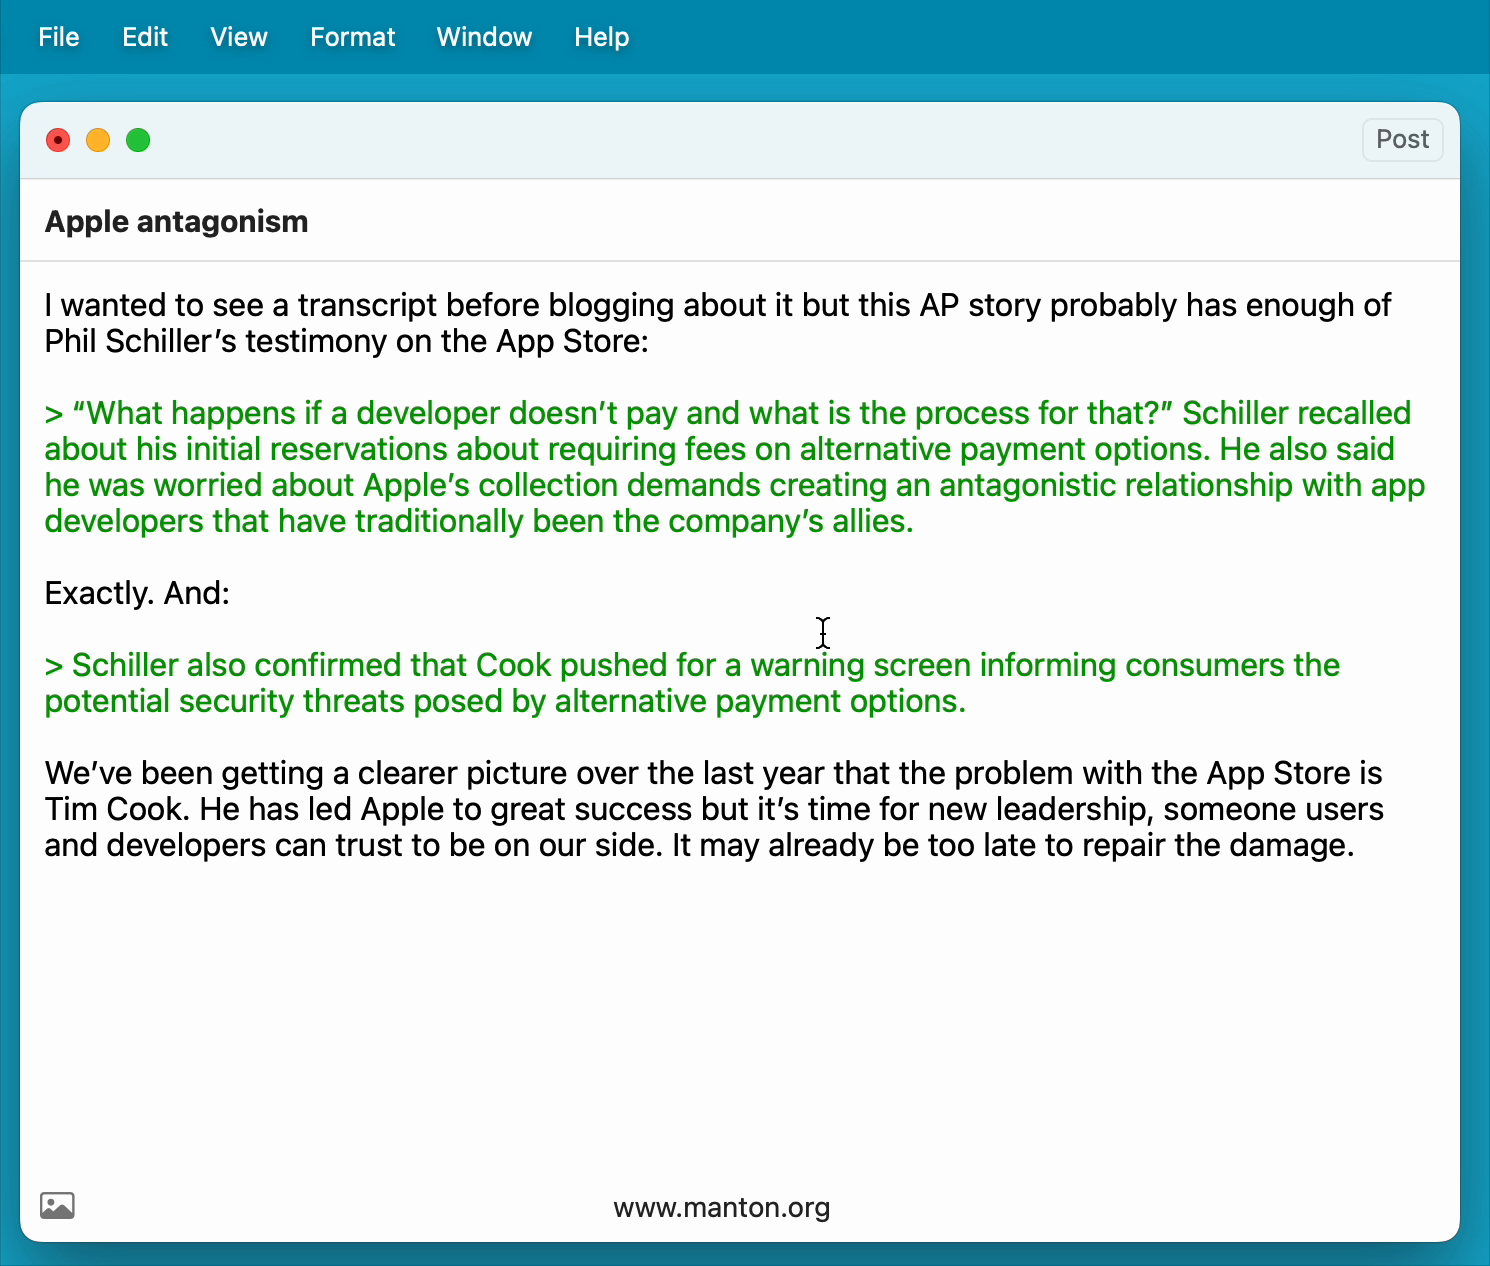 File Edit View Format Window Help
Post
Apple antagonism
I wanted to see a transcript before blogging about it but this AP story probably has enough of
Phil Schiller’s testimony on the App Store:
> “What happens if a developer doesn’t pay and what is the process for that?” Schiller recalled
about his initial reservations about requiring fees on alternative payment options. He also said
he was worried about Apple’s collection demands creating an antagonistic relationship with app
developers that have traditionally been the company’s allies.
Exactly. And:
> Schiller also confirmed that Cook pushed for a warning screen informing consumers the
potential security threats posed by alternative payment options.
We’ve been getting a clearer picture over the last year that the problem with the App Store is
Tim Cook. He has led Apple to great success but it’s time for new leadership, someone users
and developers can trust to be on our side. It may already be too late to repair the damage.
www.manton.org